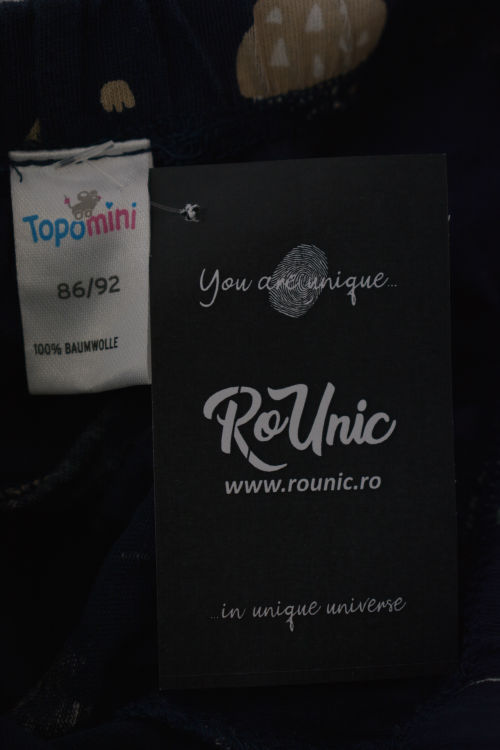 Topomini
86/92
100% BAUMWOLLE
You are unique...
RoUnic
www.rounic.ro
...in unique universe